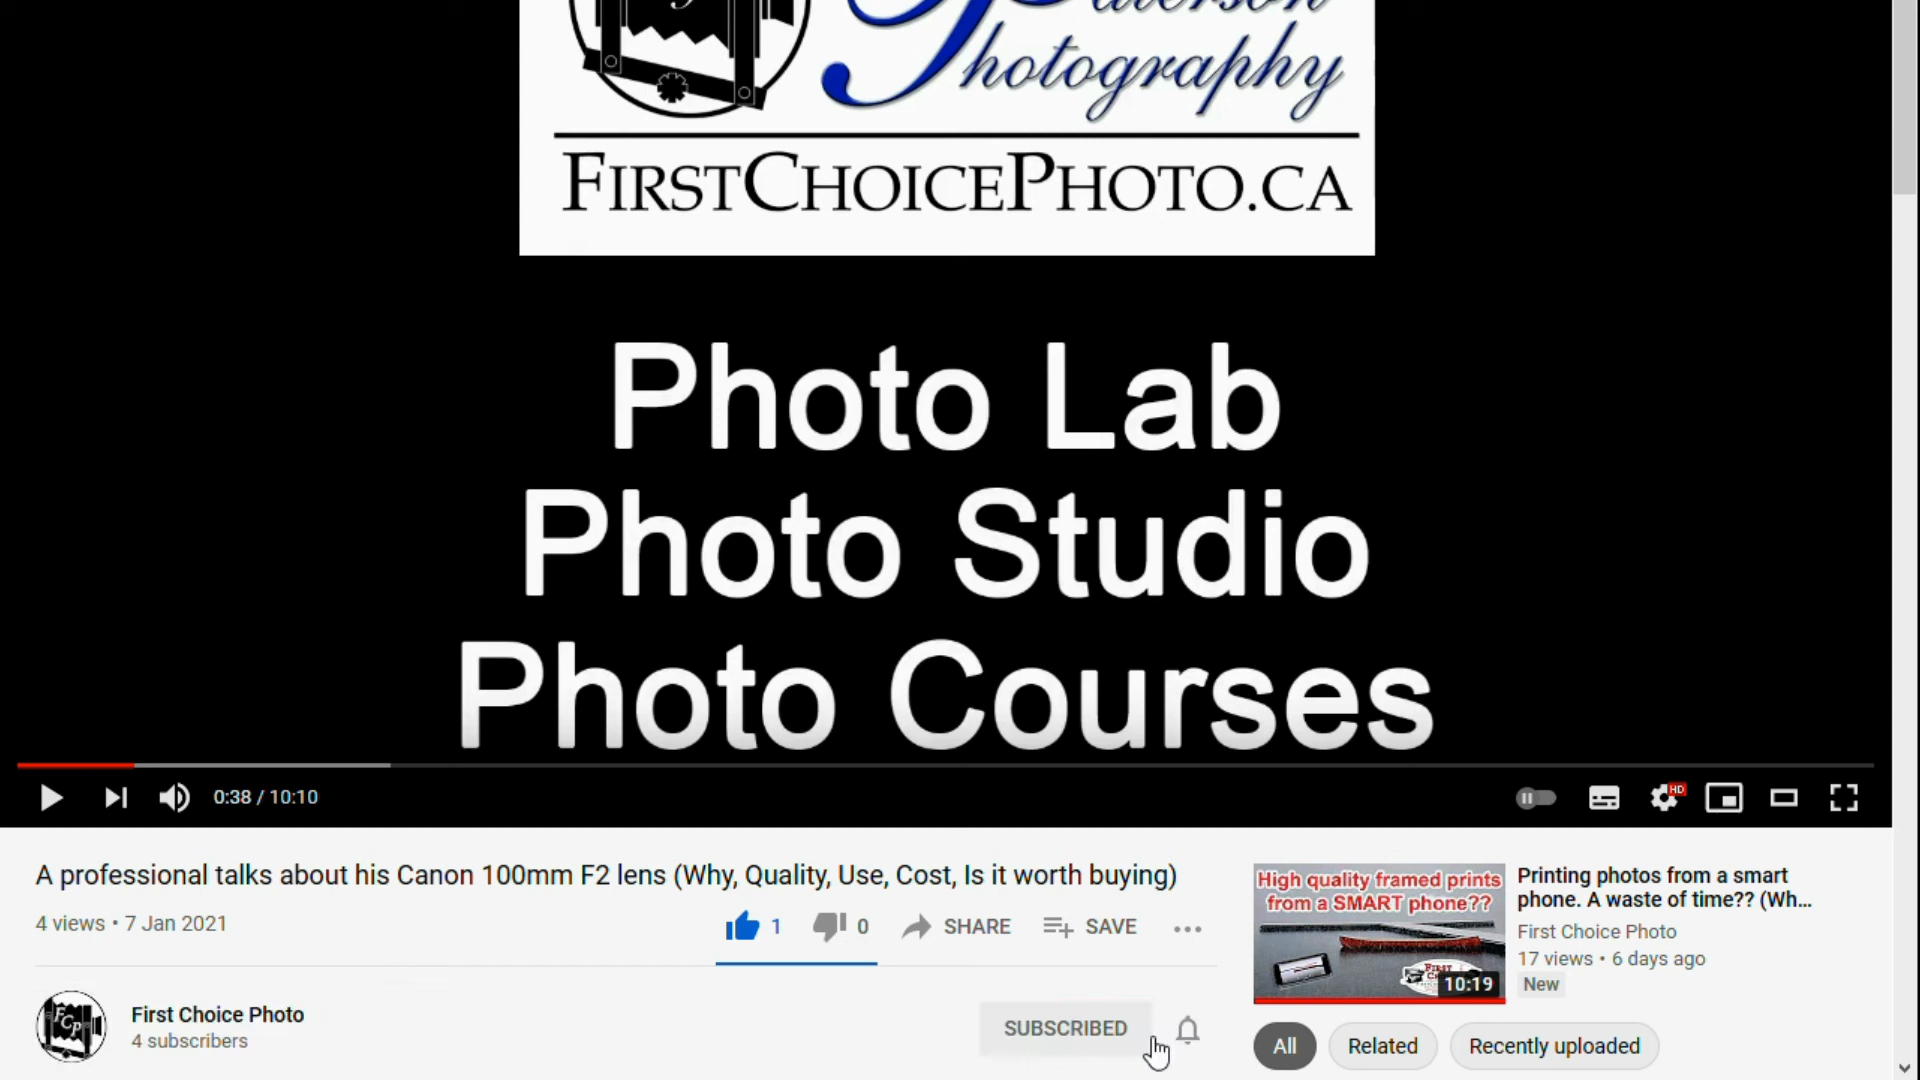 Photography
FIRSTCHOICEPHOTO.CA
Photo Lab
Photo Studio
Photo Courses
0:38 / 10:10
HD
A professional talks about his Canon 100mm F2 lens (Why, Quality, Use, Cost, Is it worth buying)
4 views • 7 Jan 2021
1
0
SHARE
SAVE
FCP
First Choice Photo
4 subscribers
SUBSCRIBED
High quality framed prints
from a SMART phone??
10:19
Printing photos from a smart
phone. A waste of time?? (Wh...
First Choice Photo
17 views • 6 days ago
New
All
Related
Recently uploaded